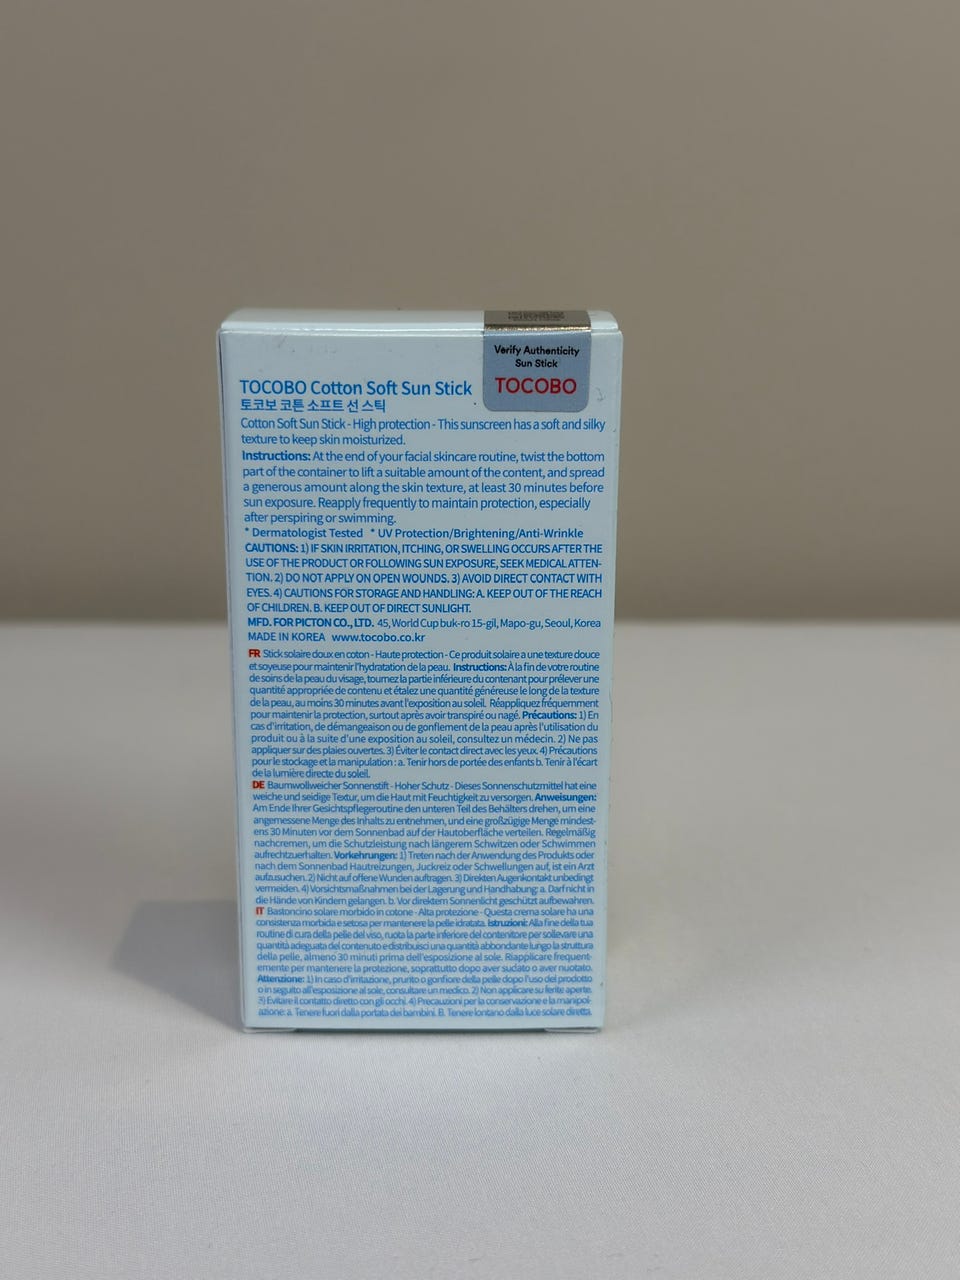 Verify Authenticity
Sun Stick
TOCOBO
TOCOBO Cotton Soft Sun Stick
토코보 코튼 소프트 선 스틱
Cotton Soft Sun Stick - High protection - This sunscreen has a soft and silky
texture to keep skin moisturized.
Instructions: At the end of your facial skincare routine, twist the bottom
part of the container to lift a suitable amount of the content, and spread
a generous amount along the skin texture, at least 30 minutes before
sun exposure. Reapply frequently to maintain protection, especially
after perspiring or swimming.
* Dermatologist Tested * UV Protection/Brightening/Anti-Wrinkle
CAUTIONS: 1) IF SKIN IRRITATION, ITCHING, OR SWELLING OCCURS AFTER THE
USE OF THE PRODUCT OR FOLLOWING SUN EXPOSURE, SEEK MEDICAL ATTEN-
TION. 2) DO NOT APPLY ON OPEN WOUNDS. 3) AVOID DIRECT CONTACT WITH
EYES. 4) CAUTIONS FOR STORAGE AND HANDLING: A. KEEP OUT OF THE REACH
OF CHILDREN. B. KEEP OUT OF DIRECT SUNLIGHT.
MFD. FOR PICTON CO., LTD. 45, World Cup buk-ro 15-gil, Mapo-gu, Seoul, Korea
MADE IN KOREA www.tocobo.co.kr
FR Stick solaire doux en coton - Haute protection - Ce produit solaire a une texture douce
et soyeuse pour maintenir l'hydratation de la peau. Instructions: À la fin de votre routine
de soins de la peau du visage, tournez la partie inférieure du contenant pour prélever une
quantité appropriée de contenu et étalez une quantité généreuse le long de la texture
de la peau, au moins 30 minutes avant l'exposition au soleil. Réappliquez fréquemment
pour maintenir la protection, surtout après avoir transpiré ou nagé. Précautions: 1) En
cas d'irritation, de démangeaison ou de gonflement de la peau après l'utilisation du
produit ou à la suite d'une exposition au soleil, consultez un médecin. 2) Ne pas
appliquer sur des plaies ouvertes. 3) Éviter le contact direct avec les yeux. 4) Précautions
pour le stockage et la manipulation : a. Tenir hors de portée des enfants b. Tenir à l'écart
de la lumière directe du soleil.
DE Baumwollweicher Sonnenstift - Hoher Schutz - Dieses Sonnenschutzmittel hat eine
weiche und seidige Textur, um die Haut mit Feuchtigkeit zu versorgen. Anweisungen:
Am Ende Ihrer Gesichtspflegeroutine den unteren Teil des Behälters drehen, um eine
angemessene Menge des Inhalts zu entnehmen, und eine großzügige Menge mindest-
ens 30 Minuten vor dem Sonnenbad auf der Hautoberfläche verteilen. Regelmäßig
nachcremen, um die Schutzleistung nach längerem Schwitzen oder Schwimmen
aufrechtzuerhalten. Vorkehrungen: 1) Treten nach der Anwendung des Produkts oder
nach dem Sonnenbad Hautreizungen, Juckreiz oder Schwellungen auf, ist ein Arzt
aufzusuchen. 2) Nicht auf offene Wunden auftragen. 3) Direkten Augenkontakt unbedingt
vermeiden. 4) Vorsichtsmaßnahmen bei der Lagerung und Handhabung: a. Darf nicht in
die Hände von Kindern gelangen. b. Vor direktem Sonnenlicht geschützt aufbewahren.
IT Bastoncino solare morbido in cotone - Alta protezione - Questa crema solare ha una
consistenza morbida e setosa per mantenere la pelle idratata. Istruzioni: Alla fine della tua
routine di cura della pelle del viso, ruota la parte inferiore del contenitore per sollevare una
quantità adeguata del contenuto e distribuisci una quantità abbondante lungo la struttura
della pelle, almeno 30 minuti prima dell'esposizione al sole. Riapplicare frequent-
emente per mantenere la protezione, soprattutto dopo aver sudato o aver nuotato.
Attenzione: 1) In caso d'irritazione, prurito o gonfiore della pelle dopo l'uso del prodotto
o in seguito all'esposizione al sole, consultare un medico. 2) Non applicare su ferite aperte.
3) Evitare il contatto diretto con gli occhi. 4) Precauzioni per la conservazione e la manipol-
azione: a. Tenere fuori dalla portata dei bambini. B. Tenere lontano dalla luce solare diretta.